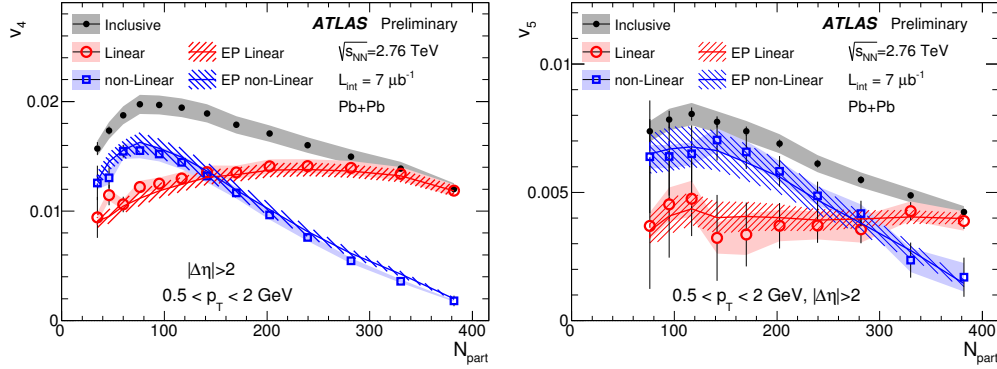 v4
ATLAS Preliminary
Inclusive
Linear
EP Linear
√sNN=2.76 TeV
non-Linear
EP non-Linear
Lint = 7 μb-1
Pb+Pb
0.02
0.01
0
|Δη|>2
0.5 < pT < 2 GeV
0 100 200 300 400
Npart
v5
ATLAS Preliminary
Inclusive
Linear
EP Linear
√sNN=2.76 TeV
non-Linear
EP non-Linear
Lint = 7 μb-1
Pb+Pb
0.01
0.005
0.000
0.5 < pT < 2 GeV, |Δη|>2
0 100 200 300 400
Npart